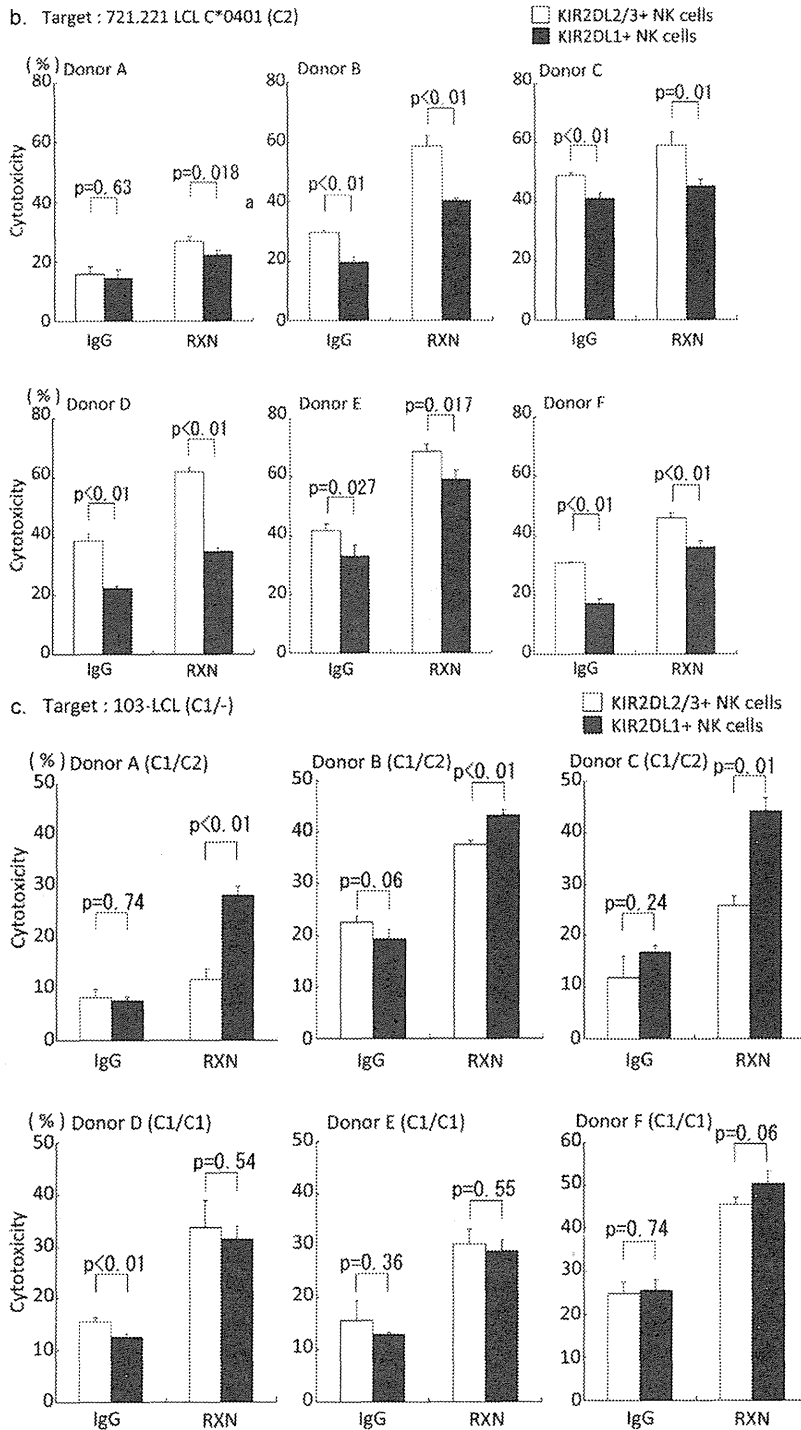 b. Target : 721.221 LCL C*0401 (C2)
KIR2DL2/3+ NK cells
KIR2DL1+ NK cells
(%) Donor A
Cytotoxicity
80
60
40
20
0
p=0.63
p=0.018
a
IgG
RXN
Donor B
80
60
40
20
0
p<0.01
p<0.01
IgG
RXN
Donor C
80
60
40
20
0
p<0.01
p=0.01
IgG
RXN
(%) Donor D
Cytotoxicity
80
60
40
20
0
p<0.01
p<0.01
IgG
RXN
Donor E
80
60
40
20
0
p=0.027
p=0.017
IgG
RXN
Donor F
80
60
40
20
0
p<0.01
p<0.01
IgG
RXN
c. Target : 103-LCL (C1/-)
KIR2DL2/3+ NK cells
KIR2DL1+ NK cells
(%) Donor A (C1/C2)
Cytotoxicity
50
40
30
20
10
0
p=0.74
p<0.01
IgG
RXN
Donor B (C1/C2)
50
40
30
20
10
0
p=0.06
p<0.01
IgG
RXN
Donor C (C1/C2)
50
40
30
20
10
0
p=0.24
p=0.01
IgG
RXN
(%) Donor D (C1/C1)
Cytotoxicity
50
40
30
20
10
0
p<0.01
p=0.54
IgG
RXN
Donor E (C1/C1)
50
40
30
20
10
0
p=0.36
p=0.55
IgG
RXN
Donor F (C1/C1)
60
50
40
30
20
10
0
p=0.74
p=0.06
IgG
RXN